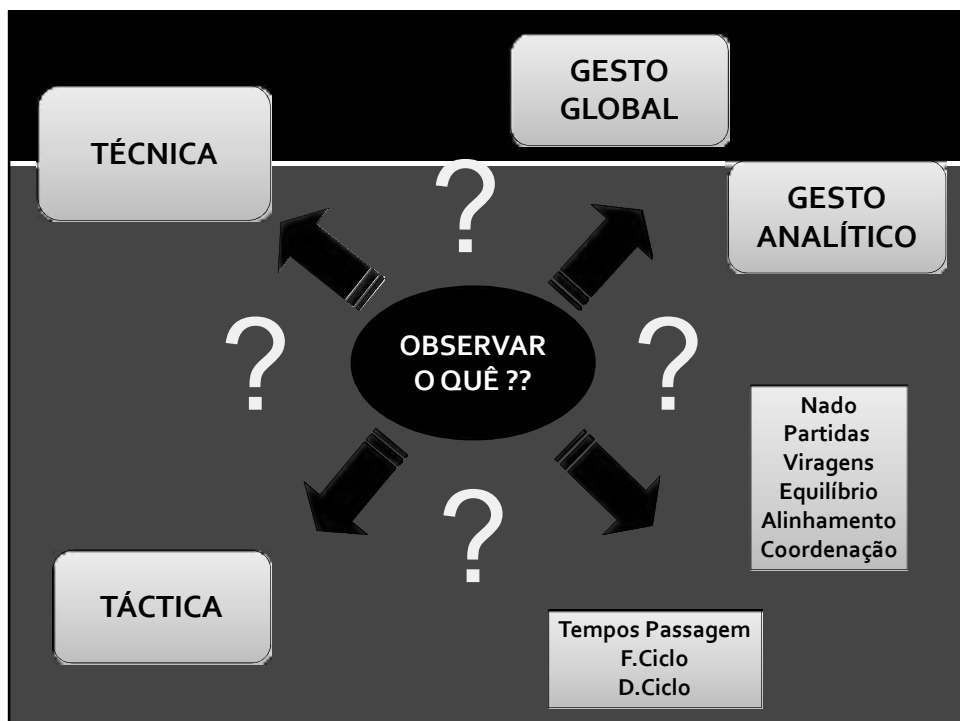 GESTO
GLOBAL
TÉCNICA
?
GESTO
ANALÍTICO
?
OBSERVAR
O QUÊ ??
?
Nado
Partidas
Viragens
Equilíbrio
Alinhamento
Coordenação
?
TÁCTICA
Tempos Passagem
F.Ciclo
D.Ciclo